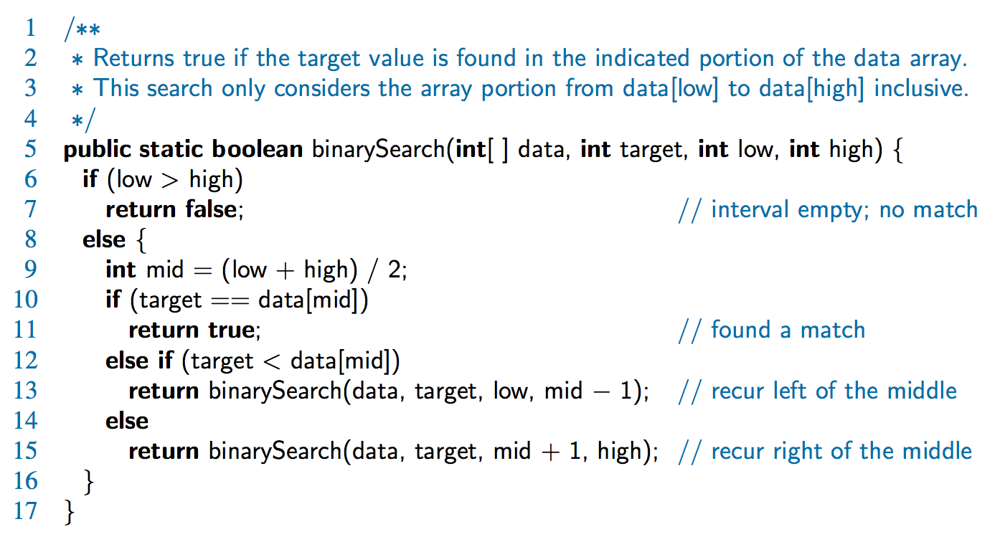 1 /**
2 * Returns true if the target value is found in the indicated portion of the data array.
3 * This search only considers the array portion from data[low] to data[high] inclusive.
4 */
5 public static boolean binarySearch(int[ ] data, int target, int low, int high) {
6 if (low > high)
7 return false; // interval empty; no match
8 else {
9 int mid = (low + high) / 2;
10 if (target == data[mid])
11 return true; // found a match
12 else if (target < data[mid])
13 return binarySearch(data, target, low, mid − 1); // recur left of the middle
14 else
15 return binarySearch(data, target, mid + 1, high); // recur right of the middle
16 }
17 }